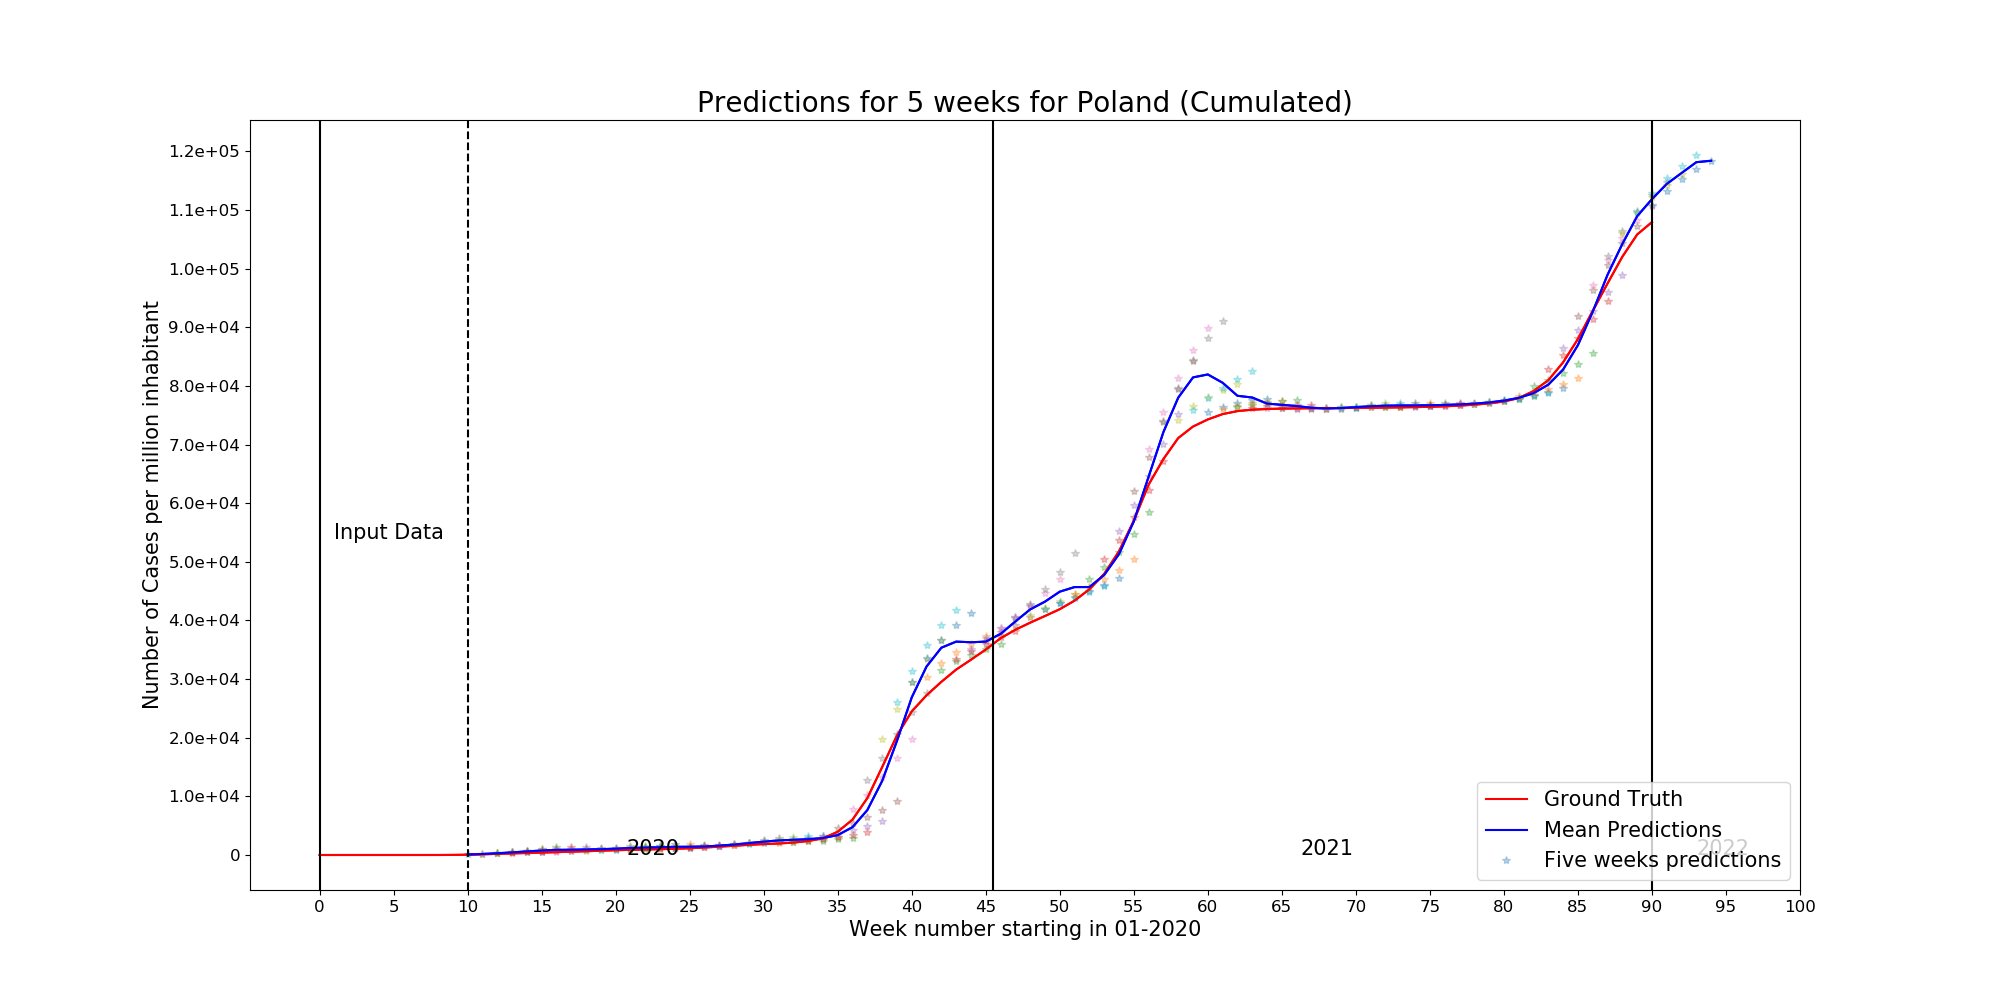 Predictions for 5 weeks for Poland (Cumulated)
1.2e+05
1.1e+05
1.0e+05
9.0e+04
8.0e+04
7.0e+04
6.0e+04
5.0e+04
4.0e+04
3.0e+04
2.0e+04
1.0e+04
0
Number of Cases per million inhabitant
Input Data
2020
2021
2022
Ground Truth
Mean Predictions
Five weeks predictions
0 5 10 15 20 25 30 35 40 45 50 55 60 65 70 75 80 85 90 95 100
Week number starting in 01-2020